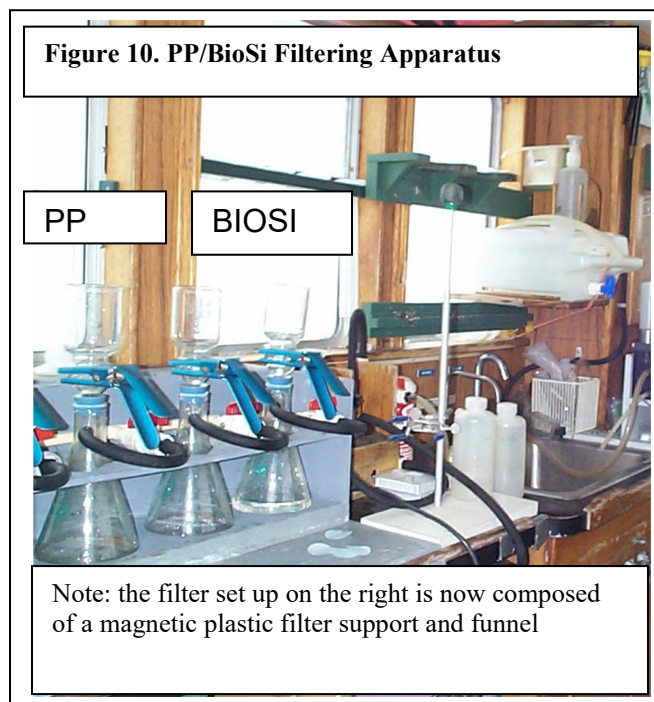 Figure 10. PP/BioSi Filtering Apparatus
PP
BIOSI
Note: the filter set up on the right is now composed
of a magnetic plastic filter support and funnel